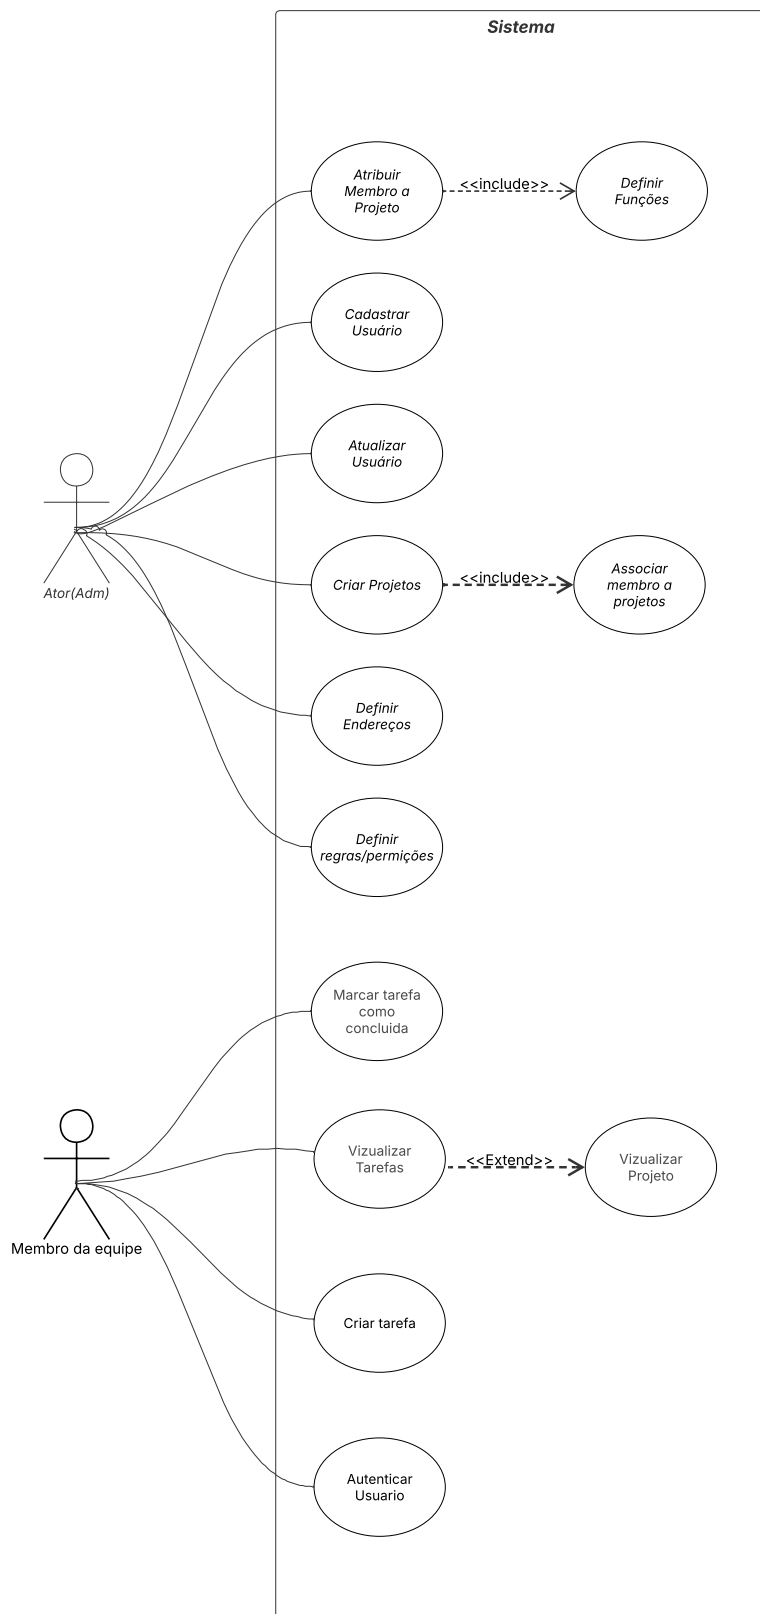 Sistema
Atribuir
Membro a
Projeto
<<include>>
Definir
Funções
Cadastrar
Usuário
Atualizar
Usuário
Ator(Adm)
Criar Projetos
<<include>>
Associar
membro a
projetos
Definir
Endereços
Definir
regras/permições
Marcar tarefa
como
concluida
Vizualizar
Tarefas
<<Extend>>
Vizualizar
Projeto
Membro da equipe
Criar tarefa
Autenticar
Usuario